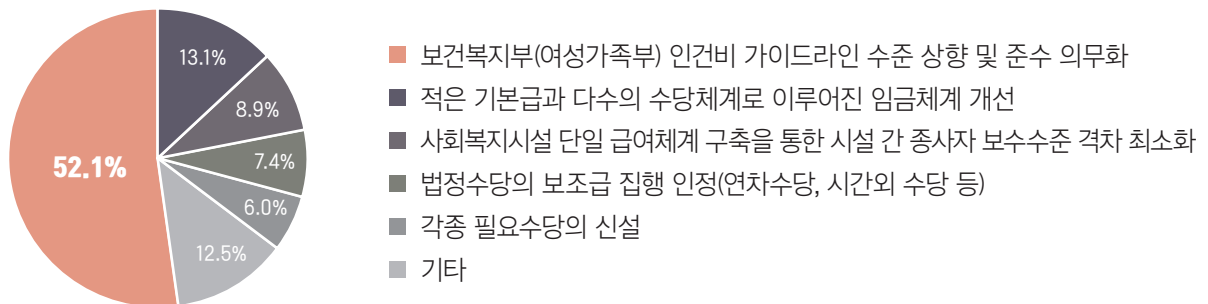 13.1%
8.9%
7.4%
6.0%
12.5%
52.1%
보건복지부(여성가족부) 인건비 가이드라인 수준 상향 및 준수 의무화
적은 기본급과 다수의 수당체계로 이루어진 임금체계 개선
사회복지시설 단일 급여체계 구축을 통한 시설 간 종사자 보수수준 격차 최소화
법정수당의 보조급 집행 인정(연차수당, 시간외 수당 등)
각종 필요수당의 신설
기타